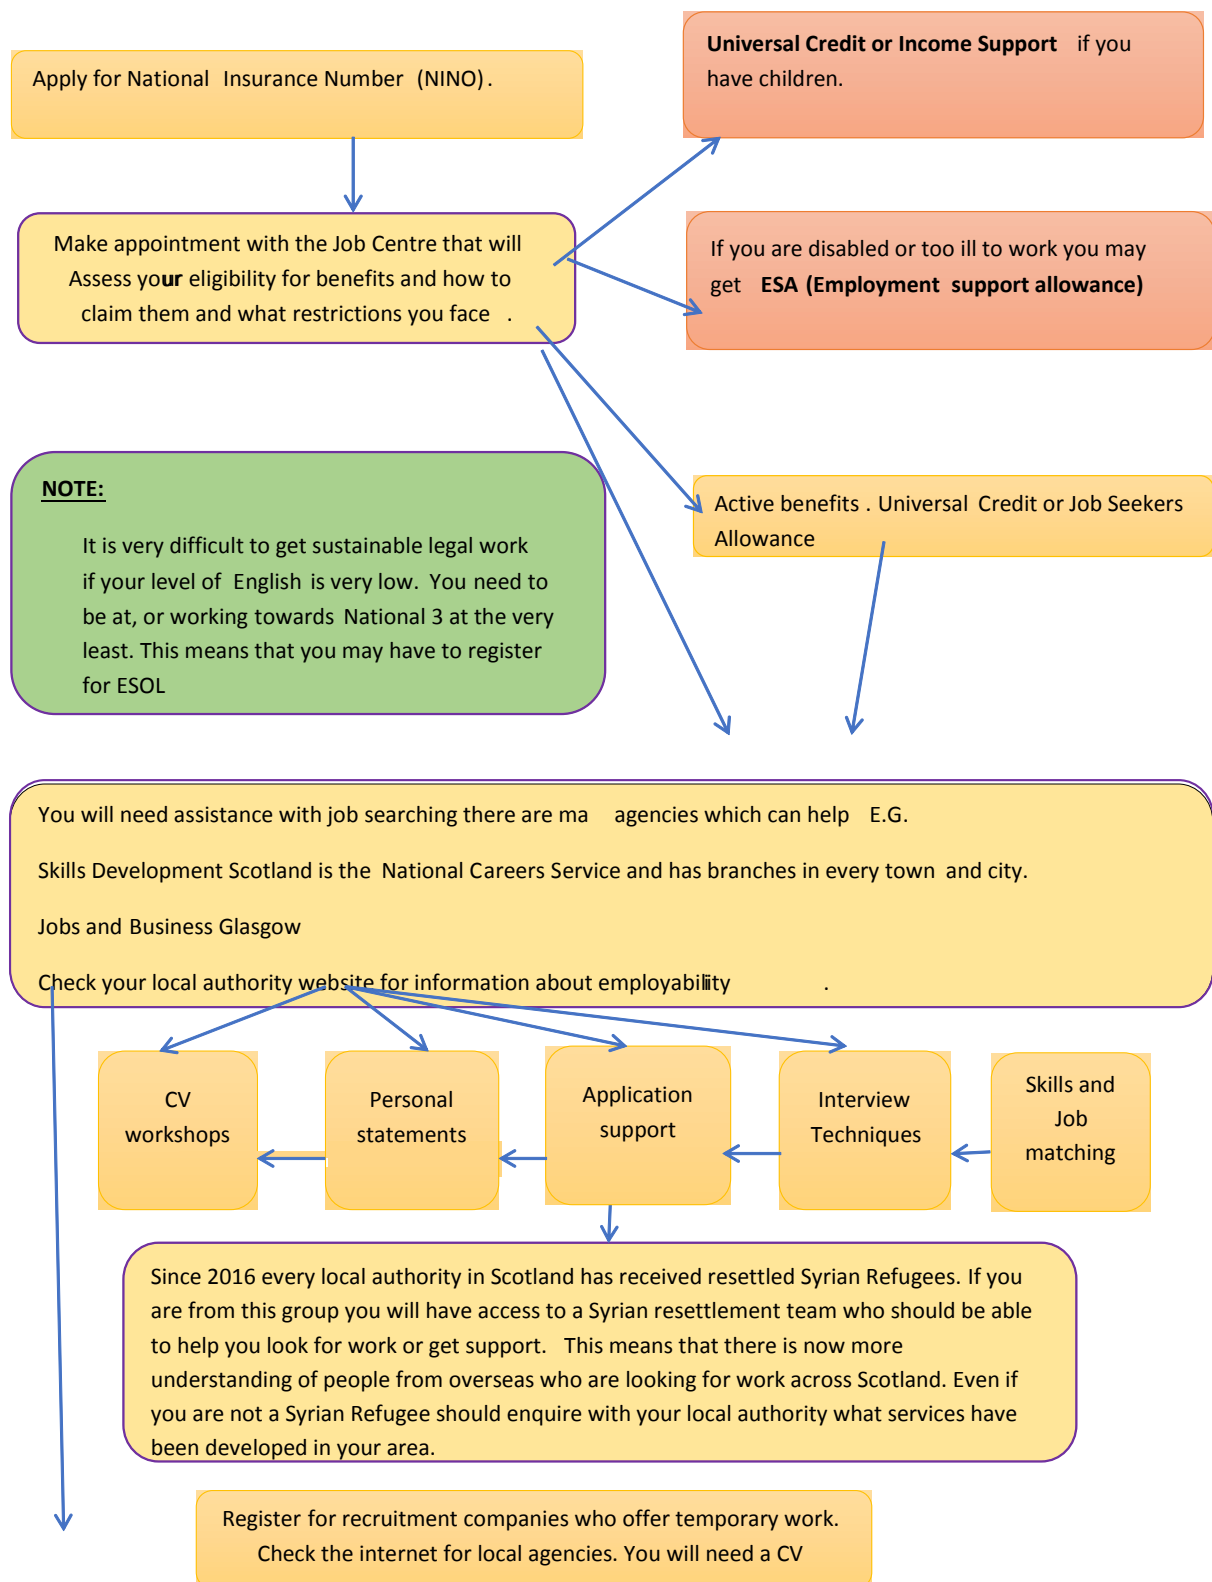 Apply for National Insurance Number (NINO).
Universal Credit or Income Support if you
have children.
Make appointment with the Job Centre that will
Assess your eligibility for benefits and how to
claim them and what restrictions you face .
If you are disabled or too ill to work you may
get ESA (Employment support allowance)
NOTE:
It is very difficult to get sustainable legal work
if your level of English is very low. You need to
be at, or working towards National 3 at the very
least. This means that you may have to register
for ESOL
Active benefits . Universal Credit or Job Seekers
Allowance
You will need assistance with job searching there are ma agencies which can help E.G.
Skills Development Scotland is the National Careers Service and has branches in every town and city.
Jobs and Business Glasgow
Check your local authority website for information about employability .
CV
workshops
Personal
statements
Application
support
Interview
Techniques
Skills and
Job
matching
Since 2016 every local authority in Scotland has received resettled Syrian Refugees. If you
are from this group you will have access to a Syrian resettlement team who should be able
to help you look for work or get support. This means that there is now more
understanding of people from overseas who are looking for work across Scotland. Even if
you are not a Syrian Refugee should enquire with your local authority what services have
been developed in your area.
Register for recruitment companies who offer temporary work.
Check the internet for local agencies. You will need a CV